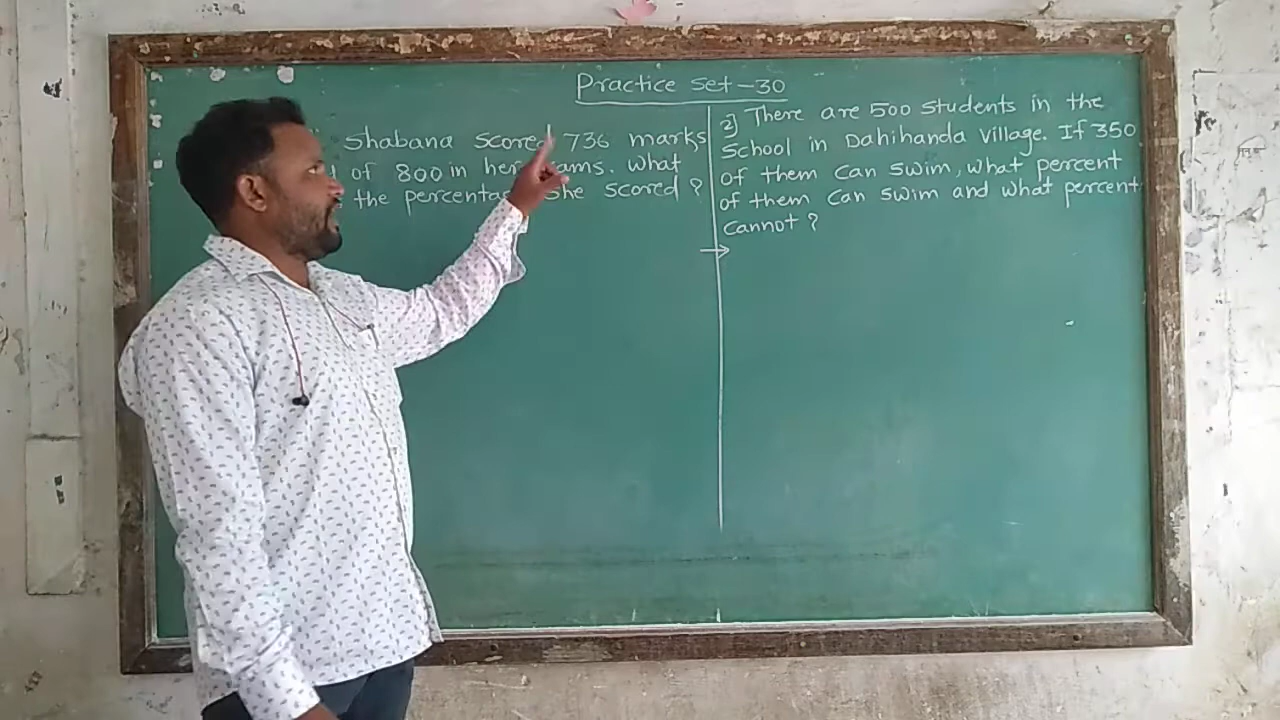 Practice Set-30
Shabana Scored 736 marks
of 800 in her exams. What
the percentage she scored ?
2] There are 500 Students in the
School in Dahihanda Village. If 350
of them can swim, what percent
of them can swim and what percent
cannot ?
→